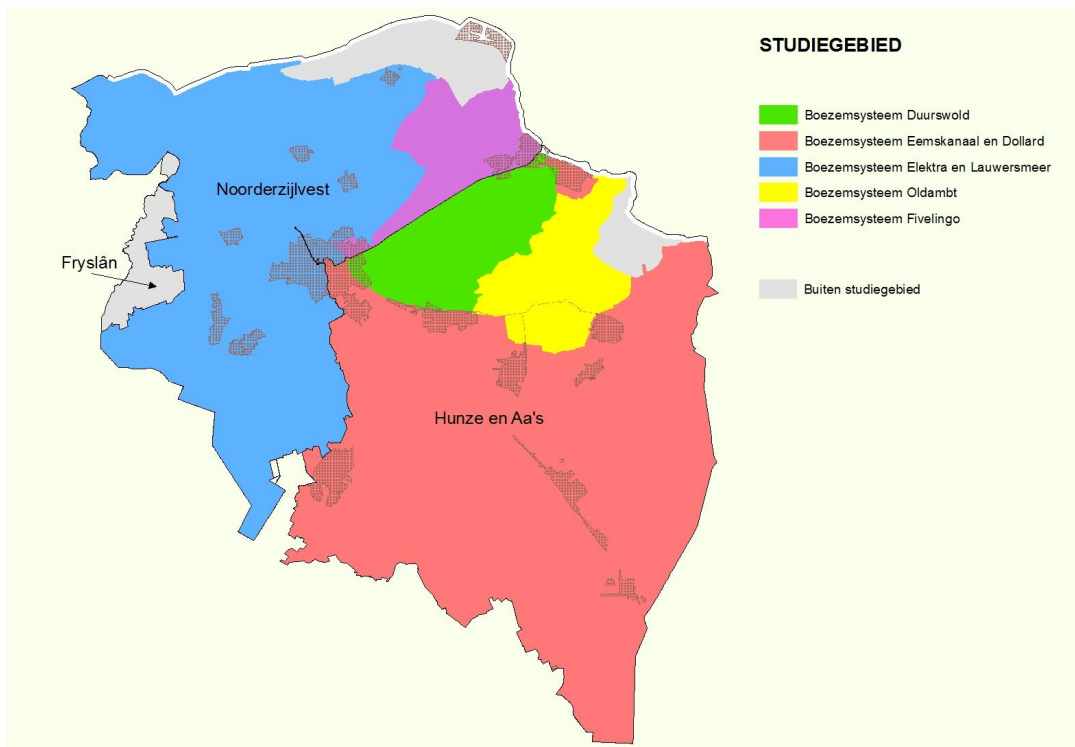 STUDIEGEBIED
Boezemsysteem Duurswold
Boezemsysteem Eemskanaal en Dollard
Boezemsysteem Elektra en Lauwersmeer
Boezemsysteem Oldambt
Boezemsysteem Fivelingo
Buiten studiegebied
Noorderzijlvest
Fryslân
Hunze en Aa's